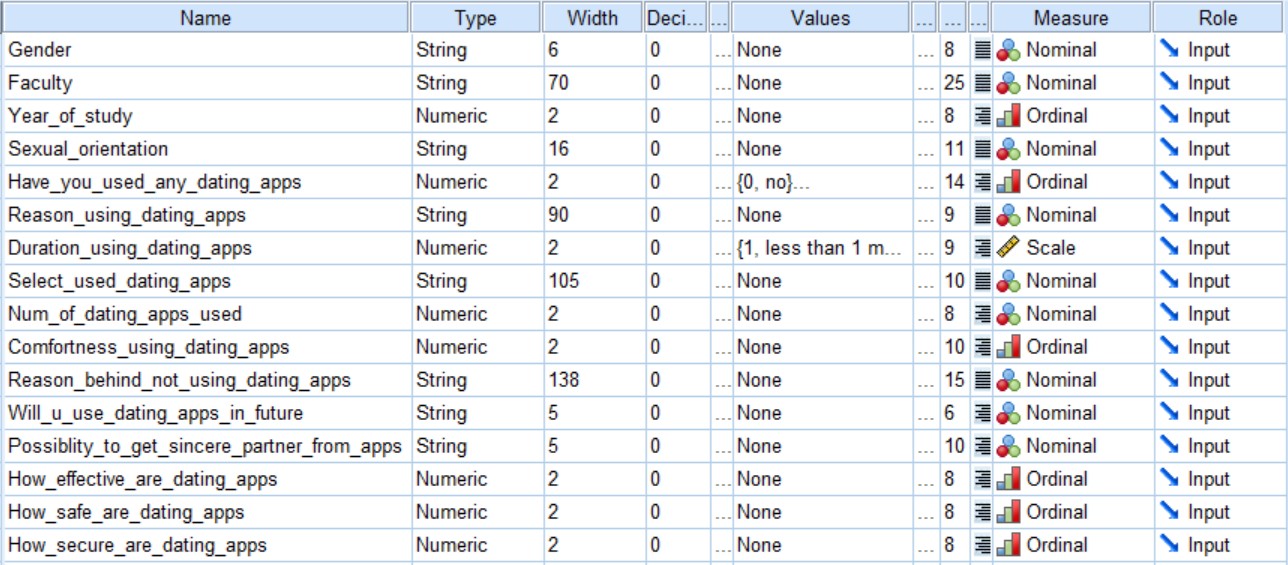 Name Type Width Deci... ... Values ... ... ... Measure Role
Gender String 6 0 ... None ... 8 Nominal Input
Faculty String 70 0 ... None ... 25 Nominal Input
Year_of_study Numeric 2 0 ... None ... 8 Ordinal Input
Sexual_orientation String 16 0 ... None ... 11 Nominal Input
Have_you_used_any_dating_apps Numeric 2 0 ... {0, no}... ... 14 Ordinal Input
Reason_using_dating_apps String 90 0 ... None ... 9 Nominal Input
Duration_using_dating_apps Numeric 2 0 ... {1, less than 1 m... ... 9 Scale Input
Select_used_dating_apps String 105 0 ... None ... 10 Nominal Input
Num_of_dating_apps_used Numeric 2 0 ... None ... 8 Nominal Input
Comfortness_using_dating_apps Numeric 2 0 ... None ... 10 Ordinal Input
Reason_behind_not_using_dating_apps String 138 0 ... None ... 15 Nominal Input
Will_u_use_dating_apps_in_future String 5 0 ... None ... 6 Nominal Input
Possiblity_to_get_sincere_partner_from_apps String 5 0 ... None ... 10 Nominal Input
How_effective_are_dating_apps Numeric 2 0 ... None ... 8 Ordinal Input
How_safe_are_dating_apps Numeric 2 0 ... None ... 8 Ordinal Input
How_secure_are_dating_apps Numeric 2 0 ... None ... 8 Ordinal Input